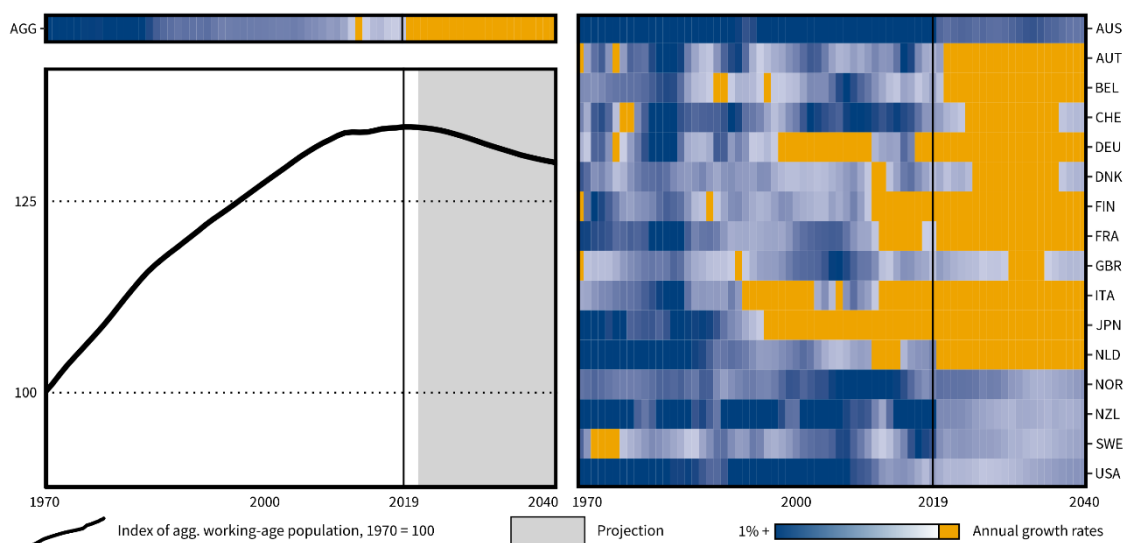 AGG
125
100
1970 2000 2019 2040
AUS
AUT
BEL
CHE
DEU
DNK
FIN
FRA
GBR
ITA
JPN
NLD
NOR
NZL
SWE
USA
1970 2000 2019 2040
Index of agg. working-age population, 1970 = 100
Projection
1% +
Annual growth rates